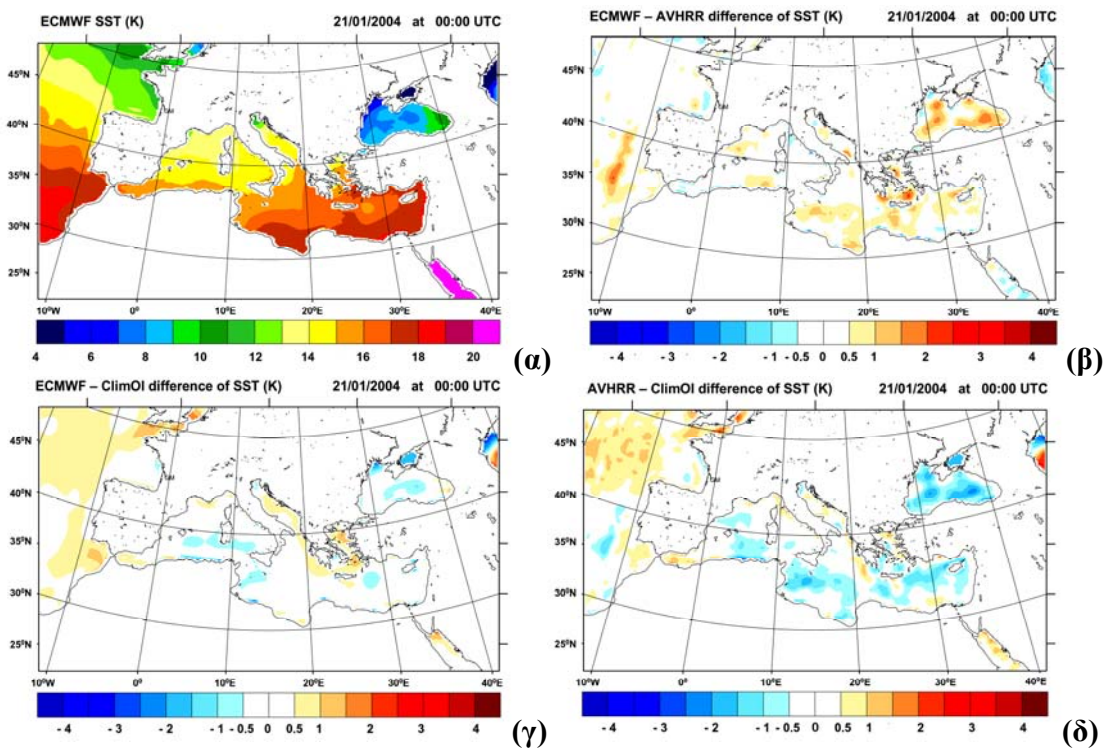 ECMWF SST (K) 21/01/2004 at 00:00 UTC
45°N
40°N
35°N
30°N
25°N
10°W 0° 10°E 20°E 30°E 40°E
4 6 8 10 12 14 16 18 20
(α)
ECMWF – AVHRR difference of SST (K) 21/01/2004 at 00:00 UTC
45°N
40°N
35°N
30°N
25°N
10°W 0° 10°E 20°E 30°E 40°E
- 4 - 3 - 2 - 1 - 0.5 0 0.5 1 2 3 4
(β)
ECMWF – ClimOI difference of SST (K) 21/01/2004 at 00:00 UTC
45°N
40°N
35°N
30°N
25°N
10°W 0° 10°E 20°E 30°E 40°E
- 4 - 3 - 2 - 1 - 0.5 0 0.5 1 2 3 4
(γ)
AVHRR – ClimOI difference of SST (K) 21/01/2004 at 00:00 UTC
45°N
40°N
35°N
30°N
25°N
10°W 0° 10°E 20°E 30°E 40°E
- 4 - 3 - 2 - 1 - 0.5 0 0.5 1 2 3 4
(δ)